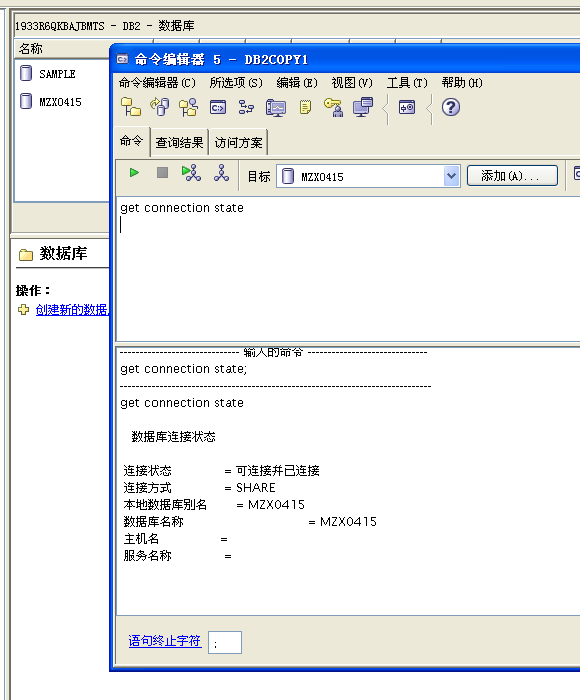 1933R6QKBAJBMTS - DB2 - 数据库
名称
SAMPLE
MZX0415
数据库
操作：
创建新的数据
命令编辑器 5 - DB2COPY1
命令编辑器(C) 所选项(S) 编辑(E) 视图(V) 工具(T) 帮助(H)
命令 查询结果 访问方案
目标 MZX0415 添加(A)...
get connection state
------------------------------ 输入的命令 ------------------------------
get connection state;
------------------------------------------------------------------------------
get connection state
数据库连接状态
连接状态 = 可连接并已连接
连接方式 = SHARE
本地数据库别名 = MZX0415
数据库名称 = MZX0415
主机名 =
服务名称 =
语句终止字符 ;